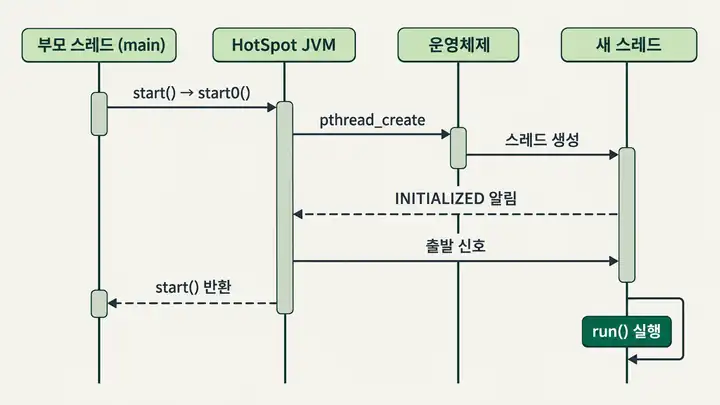 부모 스레드 (main)
HotSpot JVM
운영체제
새 스레드
start() → start0()
pthread_create
스레드 생성
INITIALIZED 알림
출발 신호
start() 반환
run() 실행